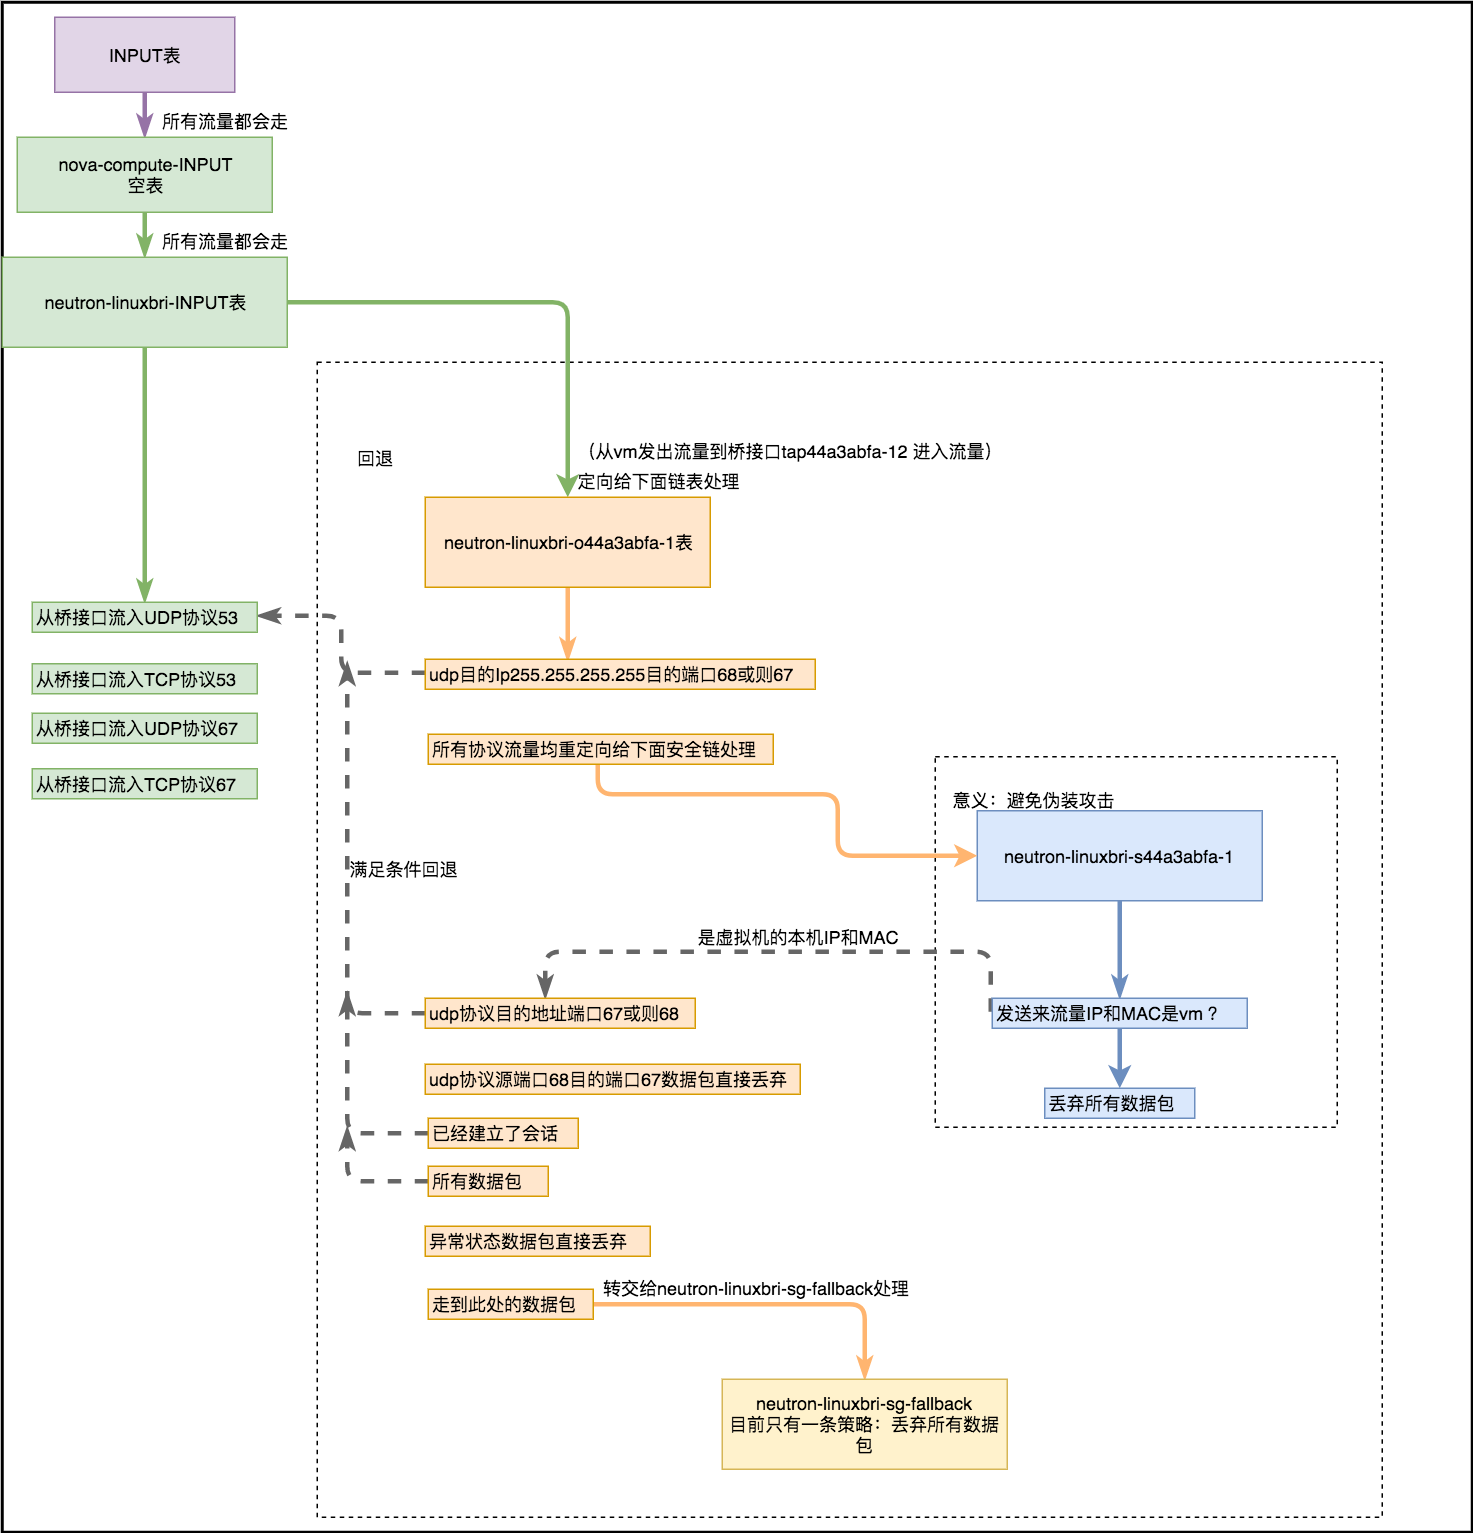 INPUT表
所有流量都会走
nova-compute-INPUT
空表
所有流量都会走
neutron-linuxbri-INPUT表
回退
（从vm发出流量到桥接口tap44a3abfa-12 进入流量）
定向给下面链表处理
neutron-linuxbri-o44a3abfa-1表
从桥接口流入UDP协议53
从桥接口流入TCP协议53
从桥接口流入UDP协议67
从桥接口流入TCP协议67
udp目的Ip255.255.255.255目的端口68或则67
所有协议流量均重定向给下面安全链处理
意义：避免伪装攻击
neutron-linuxbri-s44a3abfa-1
满足条件回退
是虚拟机的本机IP和MAC
udp协议目的地址端口67或则68
发送来流量IP和MAC是vm？
udp协议源端口68目的端口67数据包直接丢弃
丢弃所有数据包
已经建立了会话
所有数据包
异常状态数据包直接丢弃
走到此处的数据包
转交给neutron-linuxbri-sg-fallback处理
neutron-linuxbri-sg-fallback
目前只有一条策略：丢弃所有数据
包